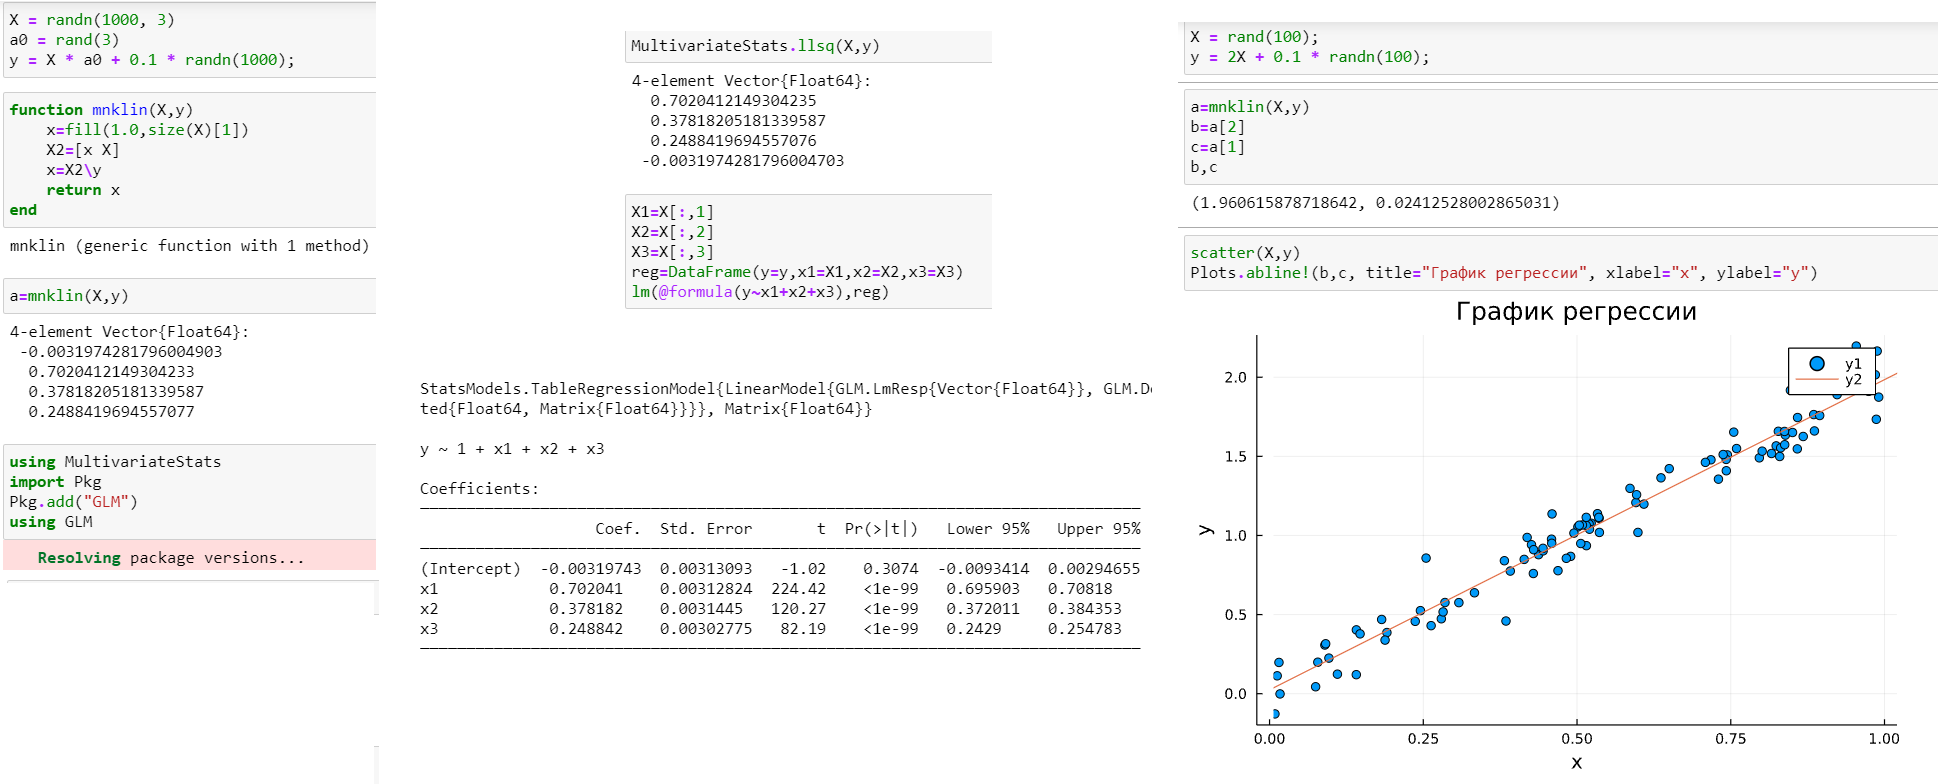 X = randn(1000, 3)
a0 = rand(3)
y = X * a0 + 0.1 * randn(1000);
function mnklin(X,y)
    x=fill(1.0,size(X)[1])
    X2=[x X]
    x=X2\y
    return x
end
mnklin (generic function with 1 method)
a=mnklin(X,y)
4-element Vector{Float64}:
 -0.0031974281796004903
  0.7020412149304233
  0.37818205181339587
  0.2488419694557077
using MultivariateStats
import Pkg
Pkg.add("GLM")
using GLM
Resolving package versions...
MultivariateStats.llsq(X,y)
4-element Vector{Float64}:
  0.7020412149304235
  0.37818205181339587
  0.2488419694557076
 -0.0031974281796004703
X1=X[:,1]
X2=X[:,2]
X3=X[:,3]
reg=DataFrame(y=y,x1=X1,x2=X2,x3=X3)
lm(@formula(y~x1+x2+x3),reg)
StatsModels.TableRegressionModel{LinearModel{GLM.LmResp{Vector{Float64}}, GLM.De
ted{Float64, Matrix{Float64}}}}, Matrix{Float64}}
y ~ 1 + x1 + x2 + x3
Coefficients:
Coef. Std. Error t Pr(>|t|) Lower 95% Upper 95%
(Intercept) -0.00319743 0.00313093 -1.02 0.3074 -0.0093414 0.00294655
x1 0.702041 0.00312824 224.42 <1e-99 0.695903 0.70818
x2 0.378182 0.0031445 120.27 <1e-99 0.372011 0.384353
x3 0.248842 0.00302775 82.19 <1e-99 0.2429 0.254783
X = rand(100);
y = 2X + 0.1 * randn(100);
a=mnklin(X,y)
b=a[2]
c=a[1]
b,c
(1.960615878718642, 0.02412528002865031)
scatter(X,y)
Plots.abline!(b,c, title="График регрессии", xlabel="x", ylabel="y")
График регрессии
y1
y2
2.0
1.5
1.0
0.5
0.0
y
0.00 0.25 0.50 0.75 1.00
x